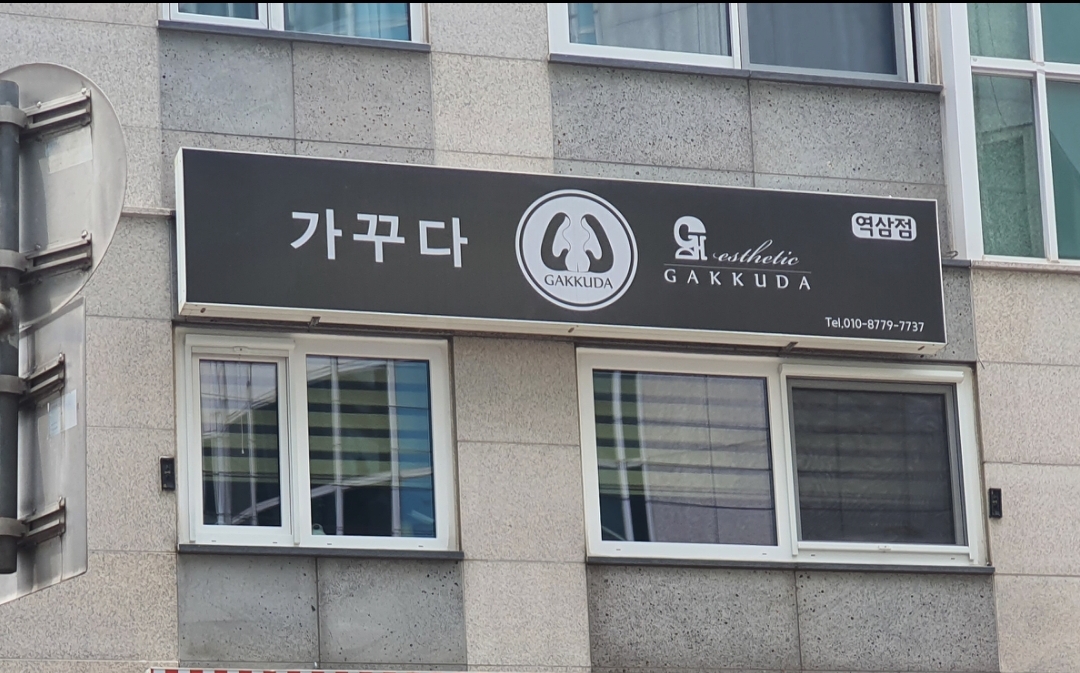 가꾸다
GAKKUDA
esthetic
GAKKUDA
역삼점
Tel.010-8779-7737